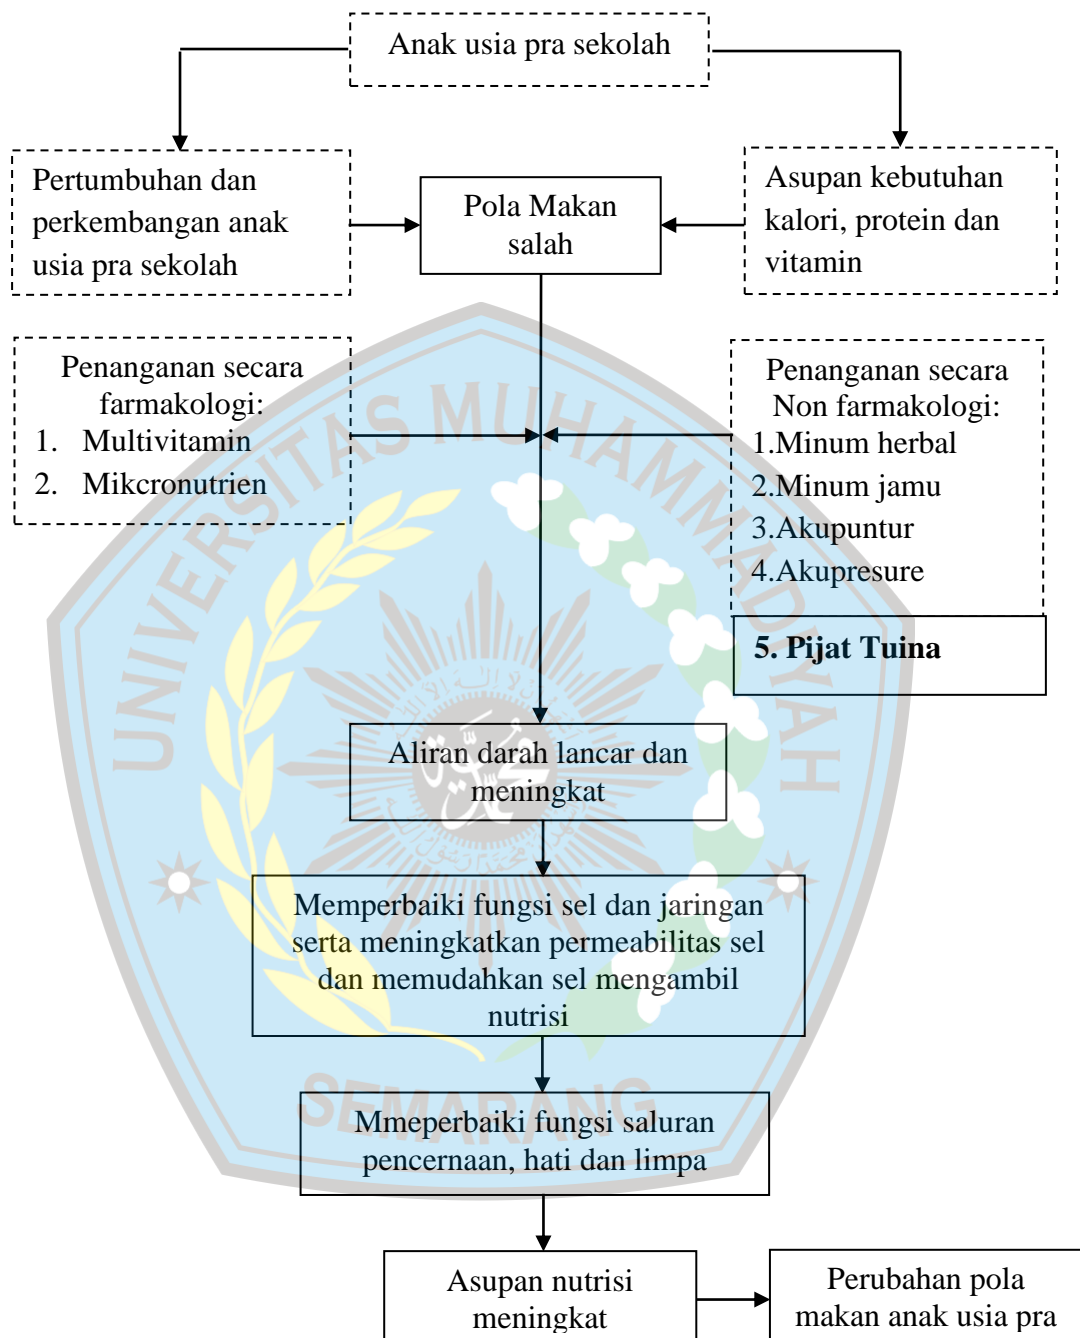 Anak usia pra sekolah
Pertumbuhan dan
perkembangan anak
usia pra sekolah
Pola Makan
salah
Asupan kebutuhan
kalori, protein dan
vitamin
Penanganan secara
farmakologi:
1. Multivitamin
2. Mikcronutrien
Penanganan secara
Non farmakologi:
1.Minum herbal
2.Minum jamu
3.Akupuntur
4.Akupresure
5. Pijat Tuina
Aliran darah lancar dan
meningkat
Memperbaiki fungsi sel dan jaringan
serta meningkatkan permeabilitas sel
dan memudahkan sel mengambil
nutrisi
Mmeperbaiki fungsi saluran
pencernaan, hati dan limpa
Asupan nutrisi
meningkat
Perubahan pola
makan anak usia pra
UNIVERSITAS MUHAMMADIYAH
SEMARANG
محمد